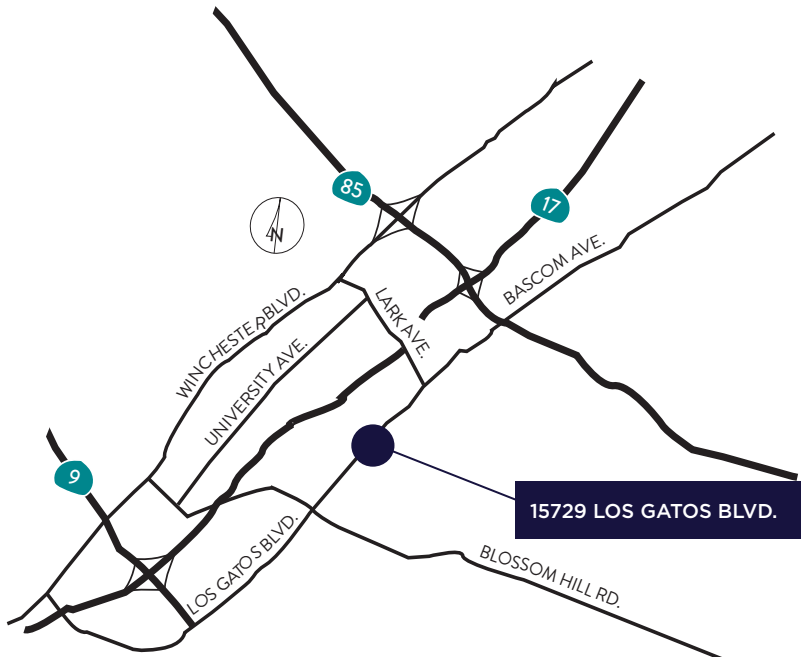 85
17
N
BASCOM AVE.
WINCHESTER BLVD.
LARK AVE.
UNIVERSITY AVE.
9
15729 LOS GATOS BLVD.
LOS GATOS BLVD.
BLOSSOM HILL RD.